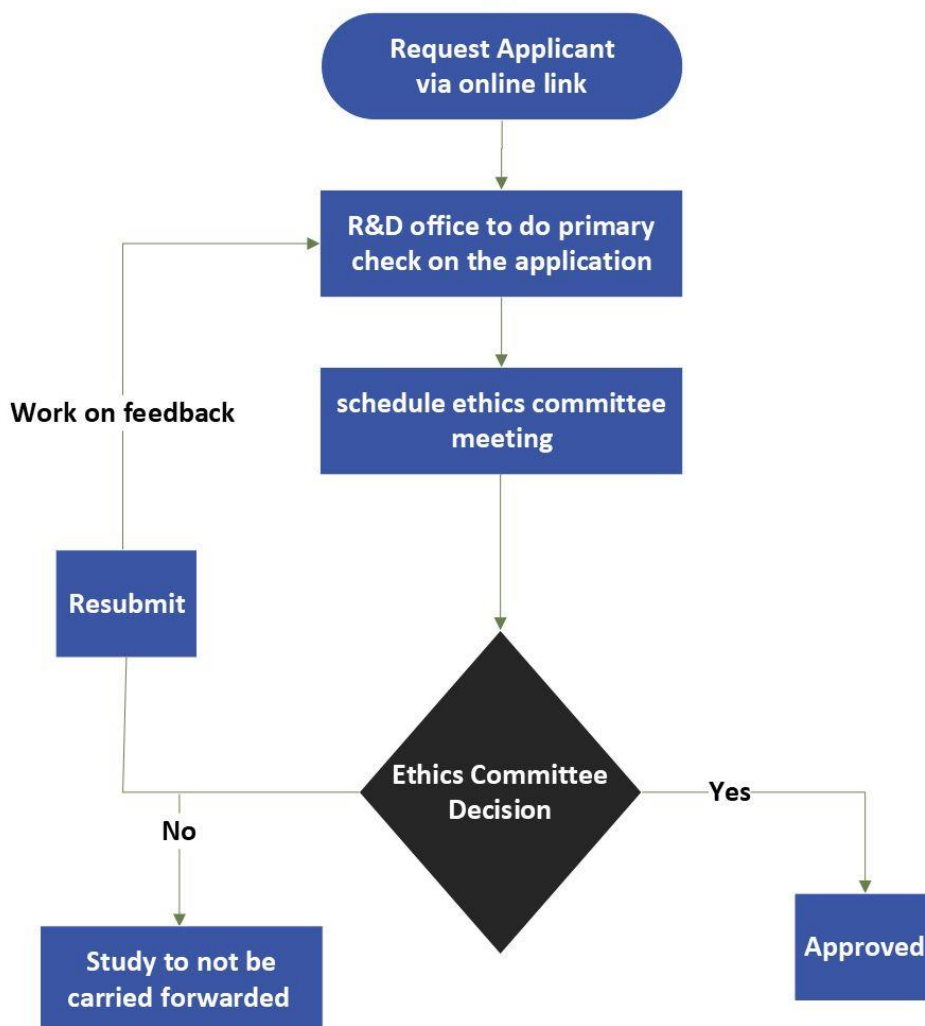 Request Applicant
via online link
R&D office to do primary
check on the application
schedule ethics committee
meeting
Work on feedback
Resubmit
Ethics Committee
Decision
Yes
No
Approved
Study to not be
carried forwarded